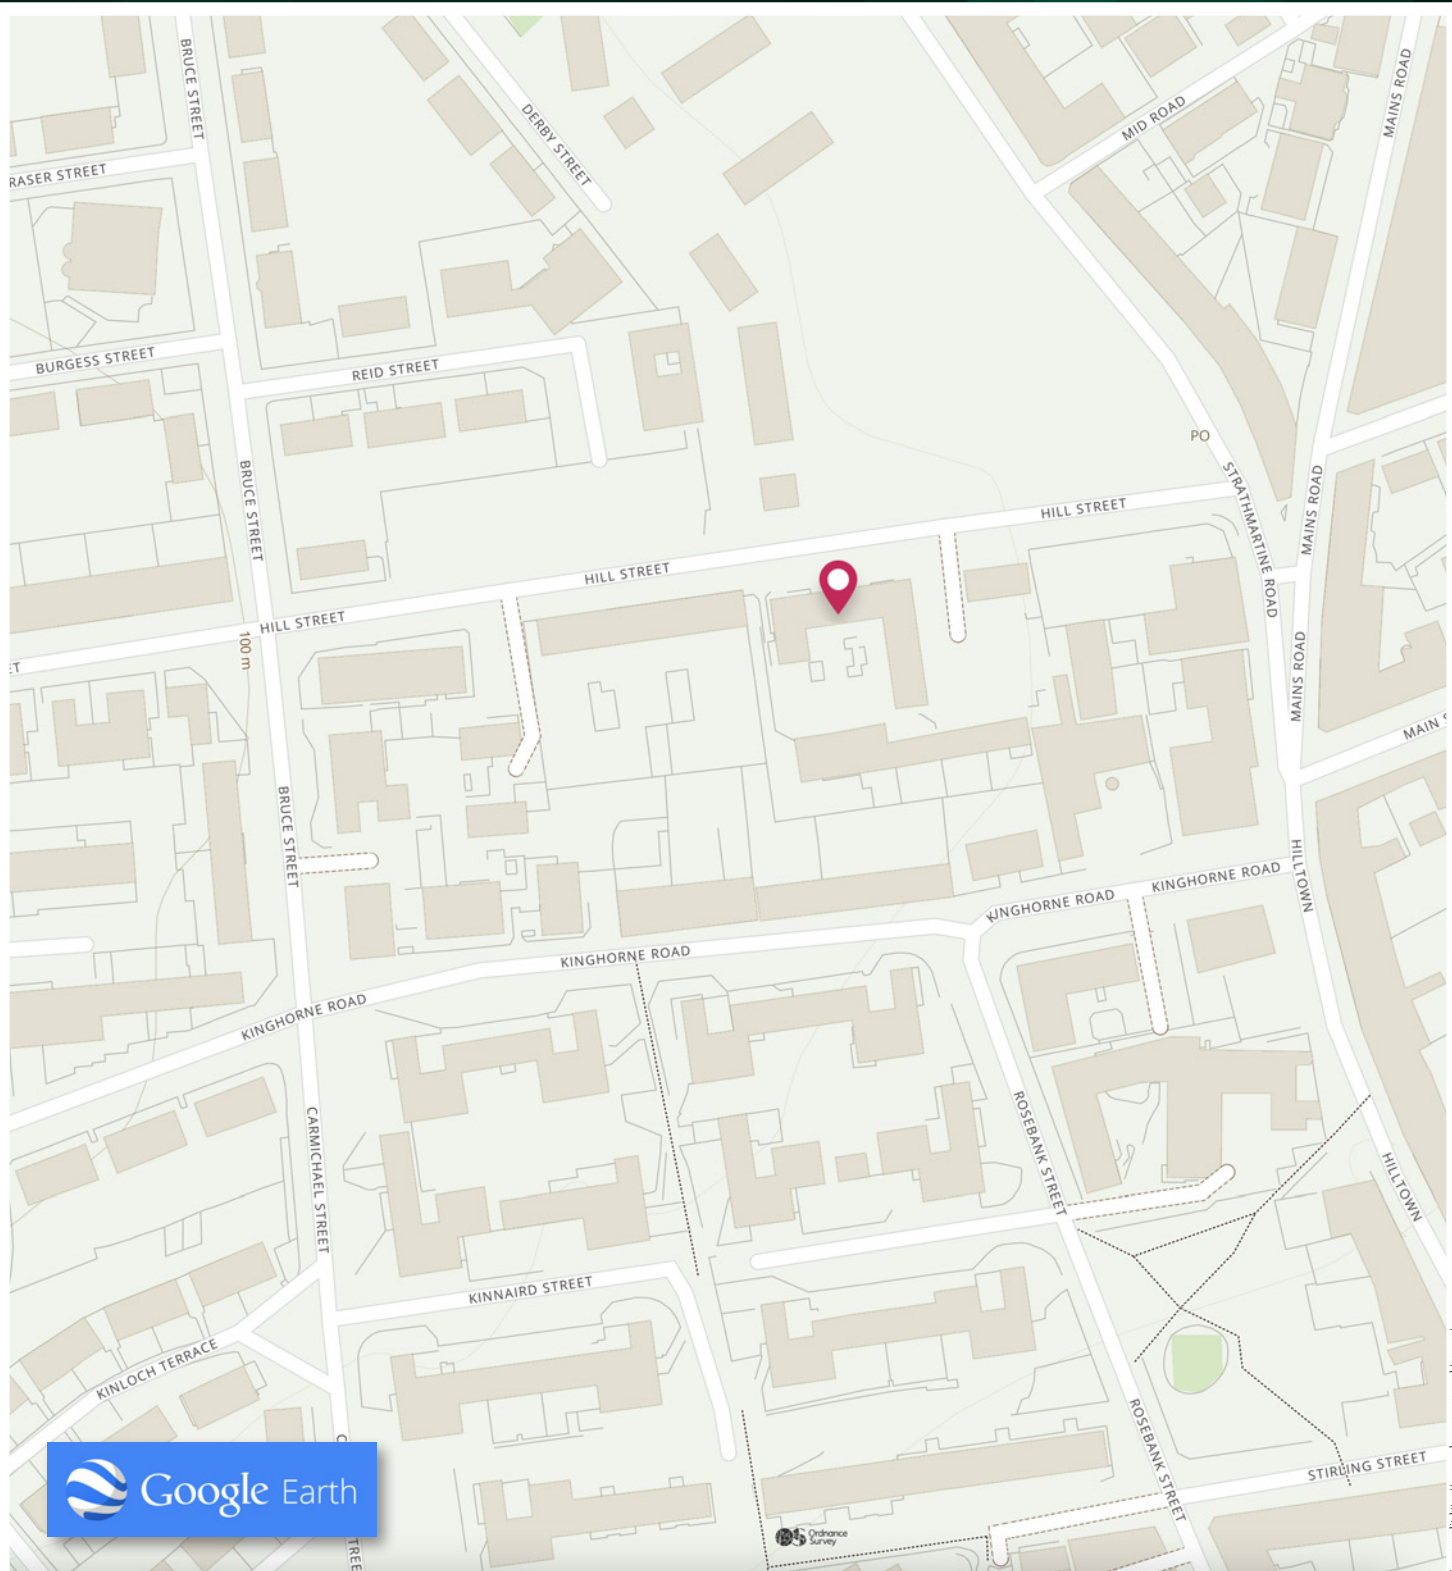 BRUCE STREET
DERBY STREET
MID ROAD
MAINS ROAD
RASER STREET
BURGESS STREET
REID STREET
PO
BRUCE STREET
STRATHMARTINE ROAD
MAINS ROAD
HILL STREET
HILL STREET
HILL STREET
100 m
ET
MAINS ROAD
MAIN S
BRUCE STREET
HILLTOWN
KINGHORNE ROAD
KINGHORNE ROAD
KINGHORNE ROAD
KINGHORNE ROAD
CARMICHAEL STREET
ROSEBANK STREET
HILLTOWN
KINNAIRD STREET
KINLOCH TERRACE
ROSEBANK STREET
STIRLING STREET
C
TREE
Google Earth
Ordnance
Survey